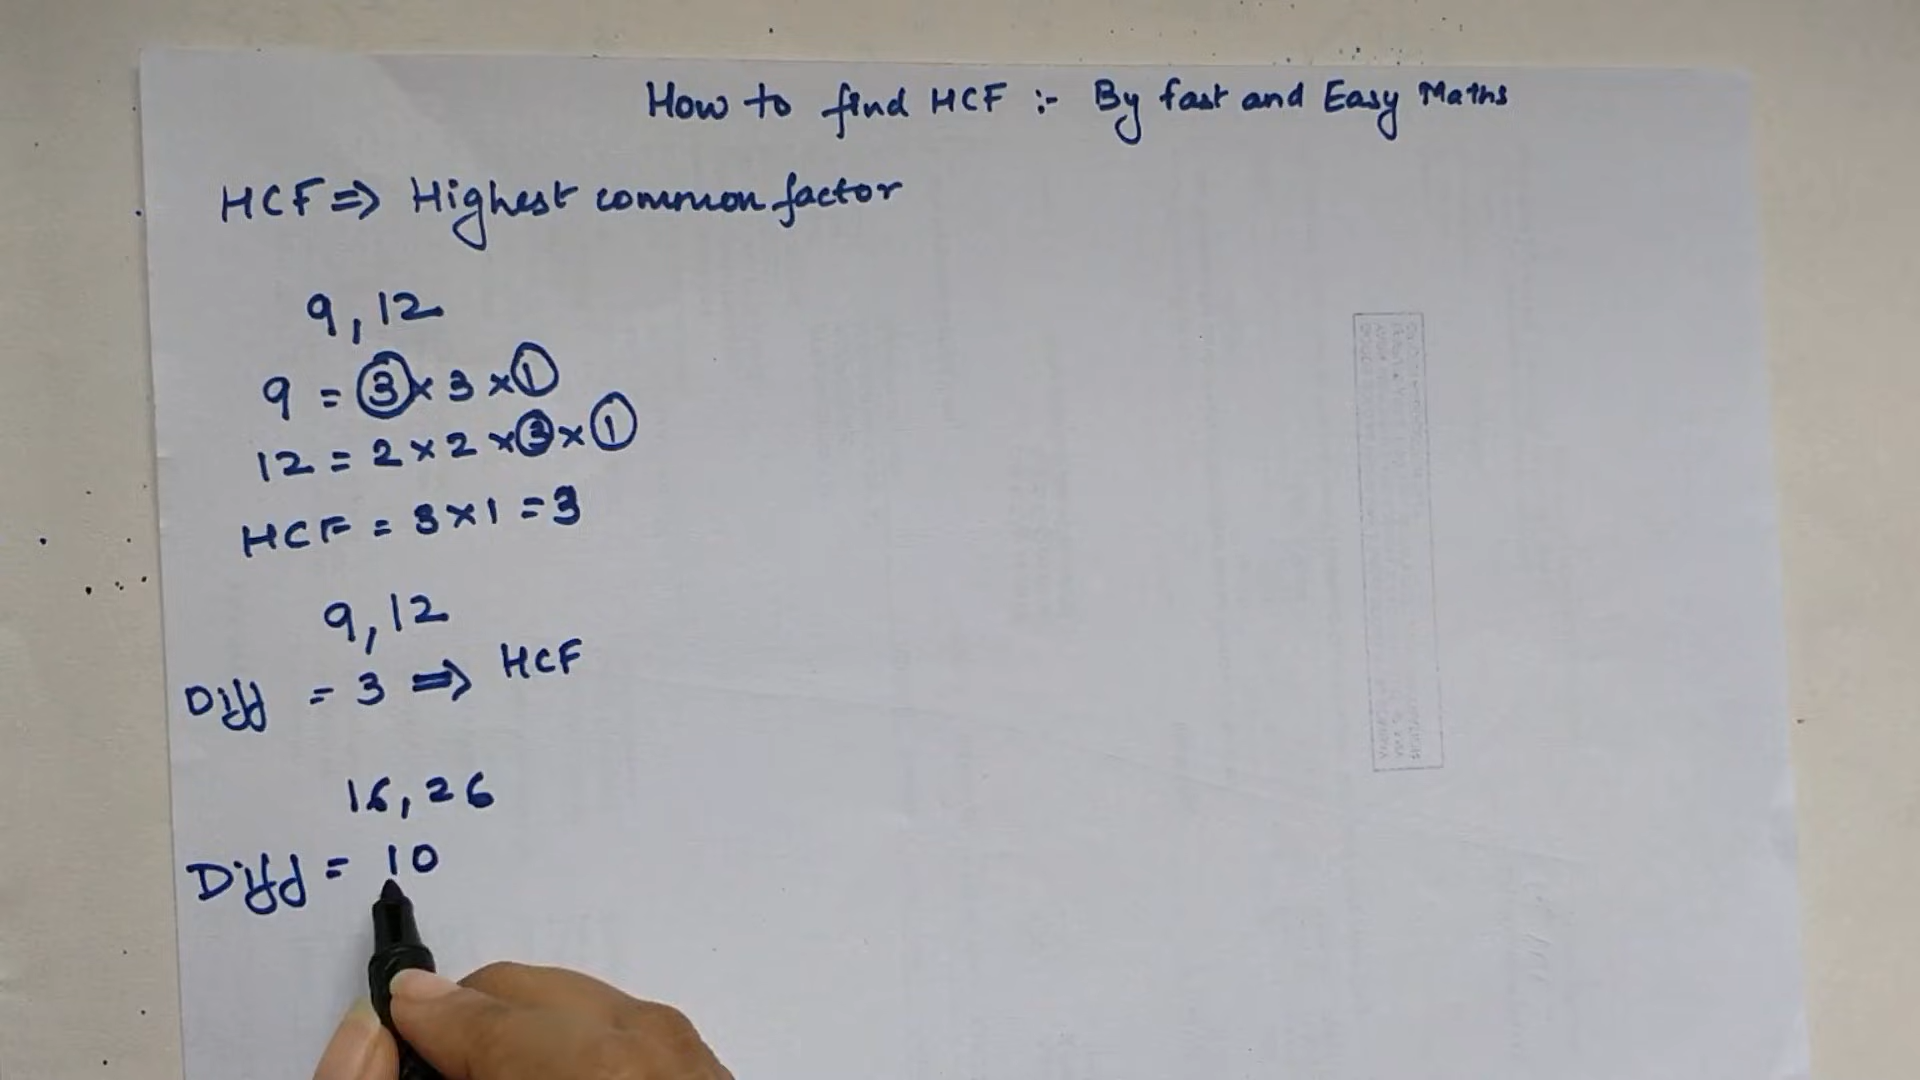 How to find HCF :- By fast and Easy Maths
HCF ⇒ Highest common factor
9, 12
9 = 3 × 3 × 1
12 = 2 × 2 × 3 × 1
HCF = 3 × 1 = 3
9, 12
Diff = 3 ⇒ HCF
16, 26
Diff = 10